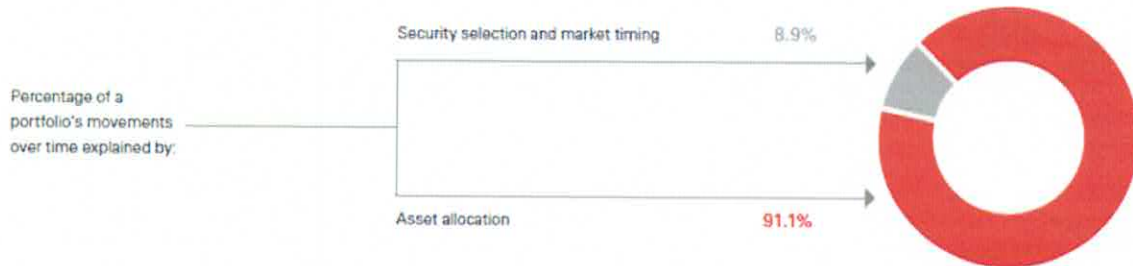 Security selection and market timing 8.9%
Percentage of a
portfolio's movements
over time explained by:
Asset allocation 91.1%